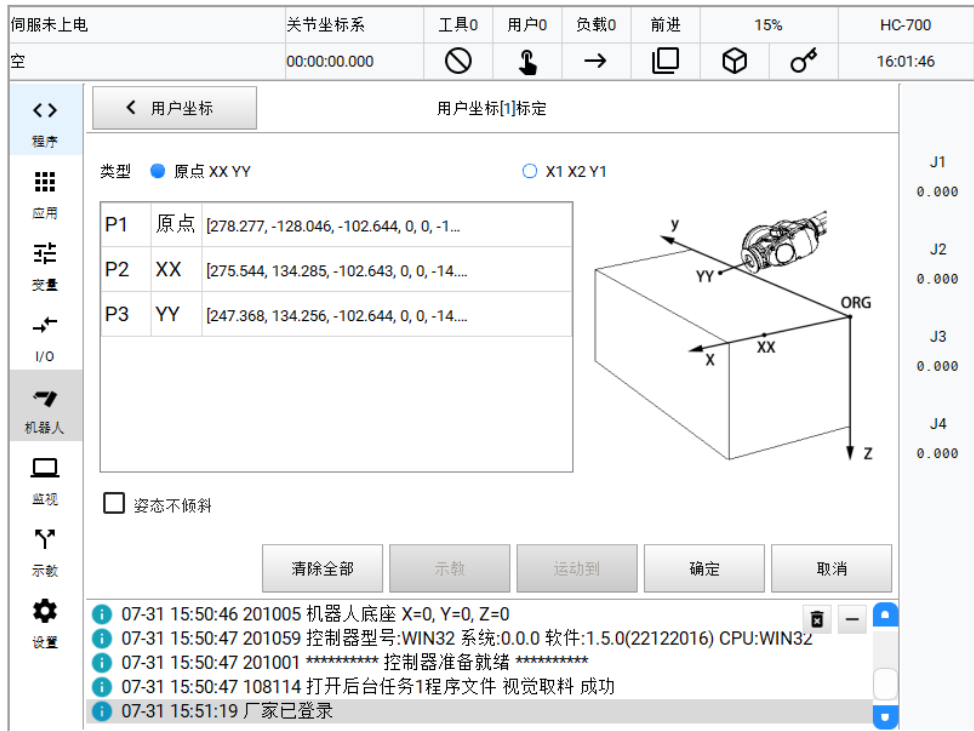 伺服未上电 关节坐标系 工具0 用户0 负载0 前进 15% HC-700
空 00:00:00.000 16:01:46
程序
应用
变量
I/O
机器人
监视
示教
设置
用户坐标 用户坐标[1]标定
类型 原点 XX YY X1 X2 Y1
P1 原点 [278.277, -128.046, -102.644, 0, 0, -1...
P2 XX [275.544, 134.285, -102.643, 0, 0, -14....
P3 YY [247.368, 134.256, -102.644, 0, 0, -14....
y
YY
ORG
XX
X
Z
姿态不倾斜
清除全部 示教 运动到 确定 取消
07-31 15:50:46 201005 机器人底座 X=0, Y=0, Z=0
07-31 15:50:47 201059 控制器型号:WIN32 系统:0.0.0 软件:1.5.0(22122016) CPU:WIN32
07-31 15:50:47 201001 ********** 控制器准备就绪 **********
07-31 15:50:47 108114 打开后台任务1程序文件 视觉取料 成功
07-31 15:51:19 厂家已登录
J1
0.000
J2
0.000
J3
0.000
J4
0.000